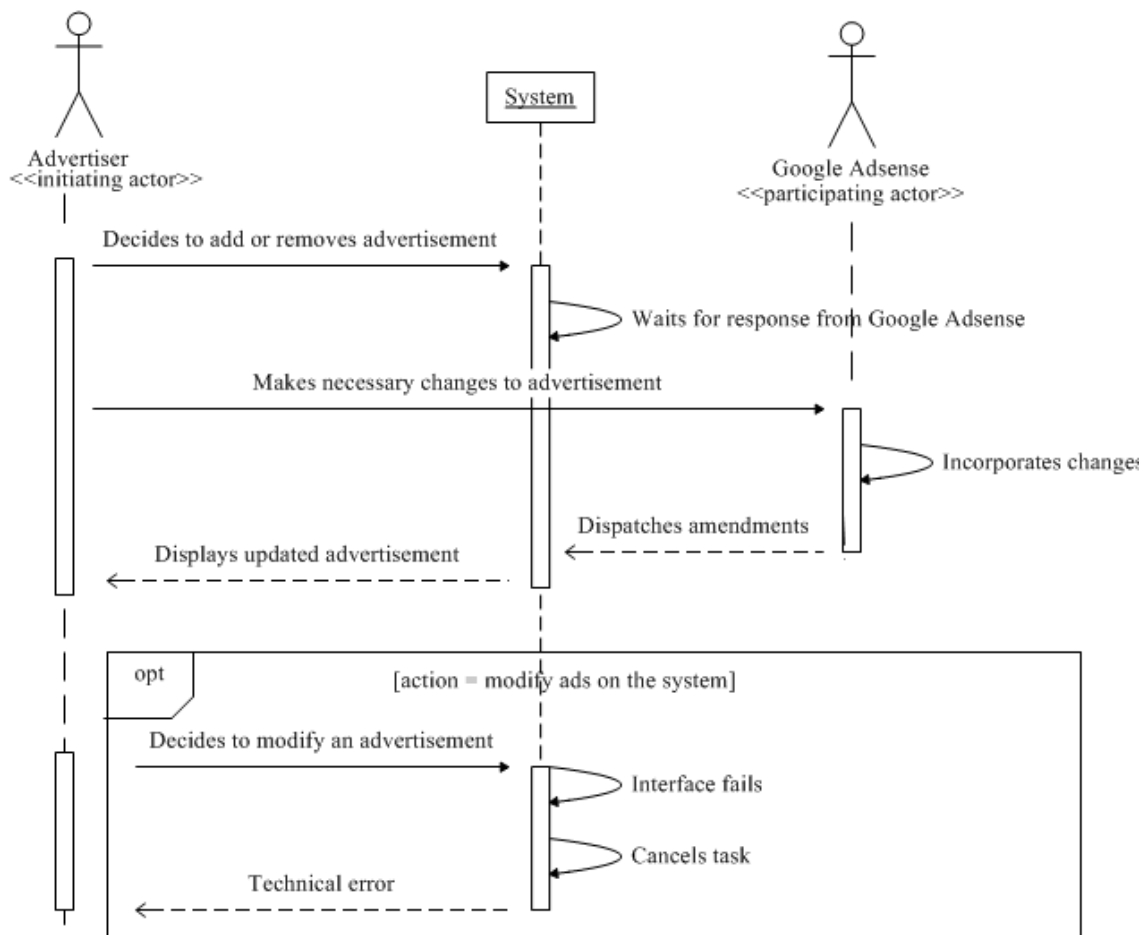 System
Advertiser
<<initiating actor>>
Google Adsense
<<participating actor>>
Decides to add or removes advertisement
Waits for response from Google Adsense
Makes necessary changes to advertisement
Incorporates changes
Dispatches amendments
Displays updated advertisement
opt
[action = modify ads on the system]
Decides to modify an advertisement
Interface fails
Cancels task
Technical error